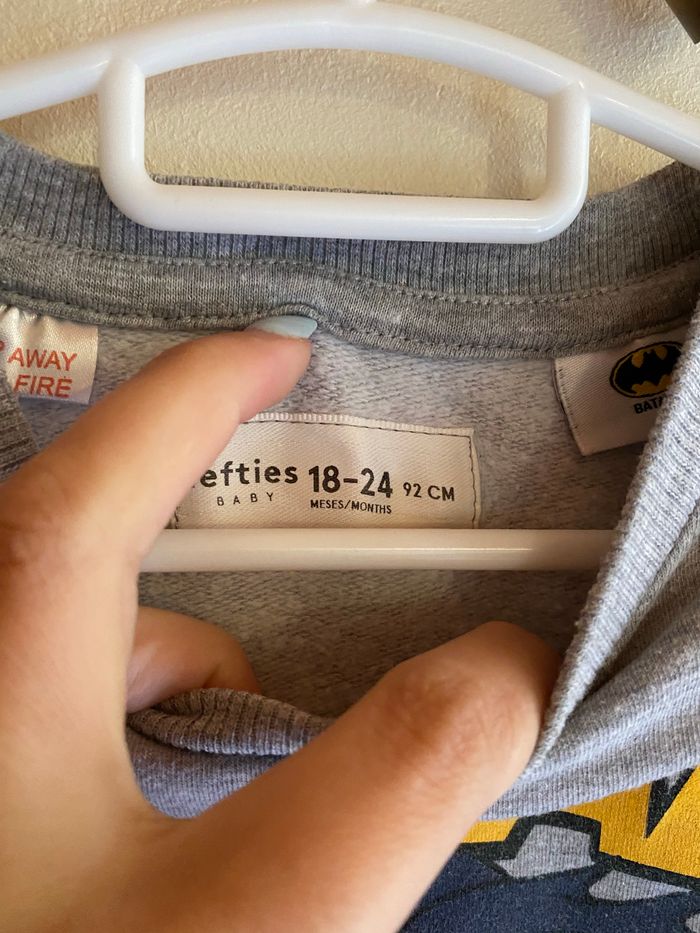 AWAY
FIRE
efties 18-24 92 CM
BABY MESES/MONTHS
BAT